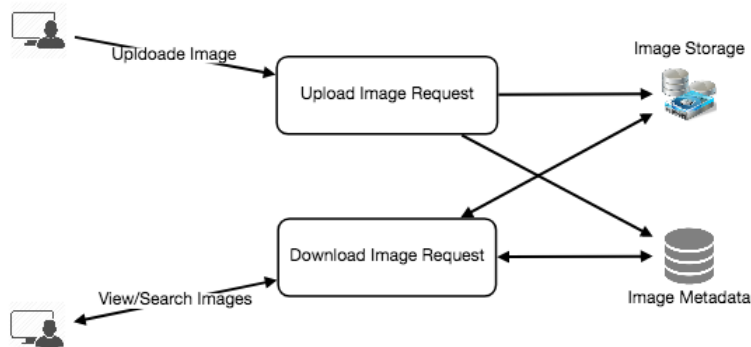 Upldoade Image
Upload Image Request
Image Storage
Download Image Request
View/Search Images
Image Metadata